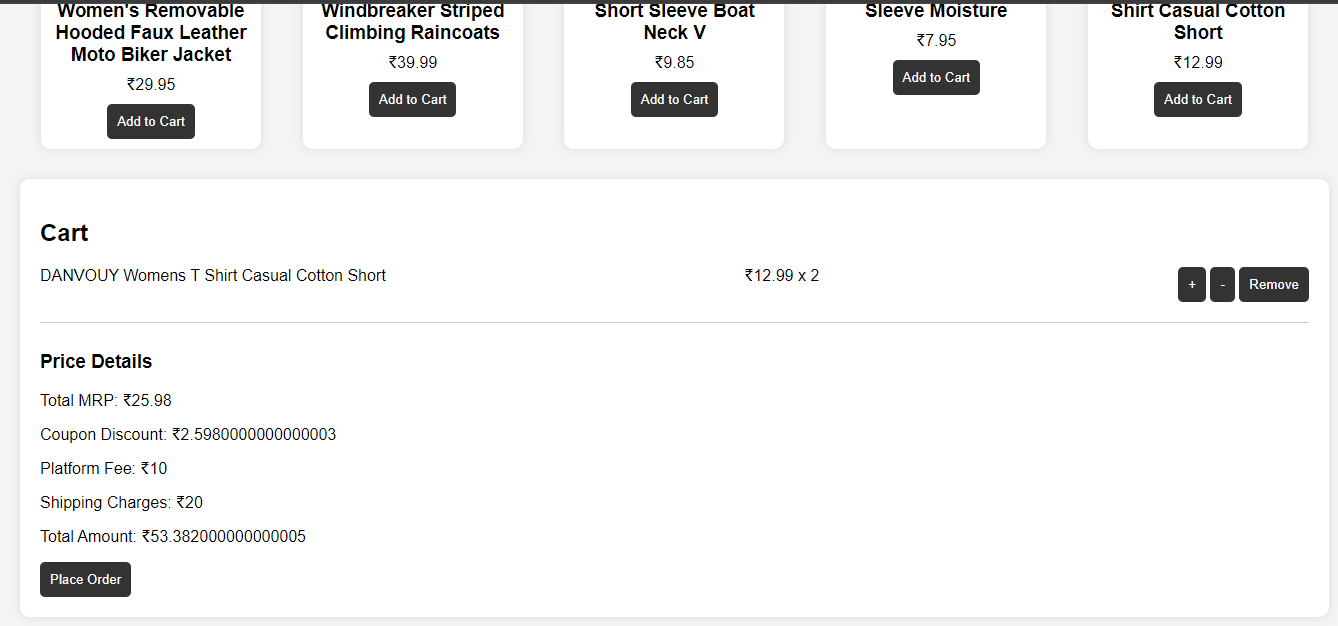 Women's Removable
Hooded Faux Leather
Moto Biker Jacket
₹29.95
Add to Cart
Windbreaker Striped
Climbing Raincoats
₹39.99
Add to Cart
Short Sleeve Boat
Neck V
₹9.85
Add to Cart
Sleeve Moisture
₹7.95
Add to Cart
Shirt Casual Cotton
Short
₹12.99
Add to Cart
Cart
DANVOUY Womens T Shirt Casual Cotton Short ₹12.99 x 2 + - Remove
Price Details
Total MRP: ₹25.98
Coupon Discount: ₹2.5980000000000003
Platform Fee: ₹10
Shipping Charges: ₹20
Total Amount: ₹53.382000000000005
Place Order